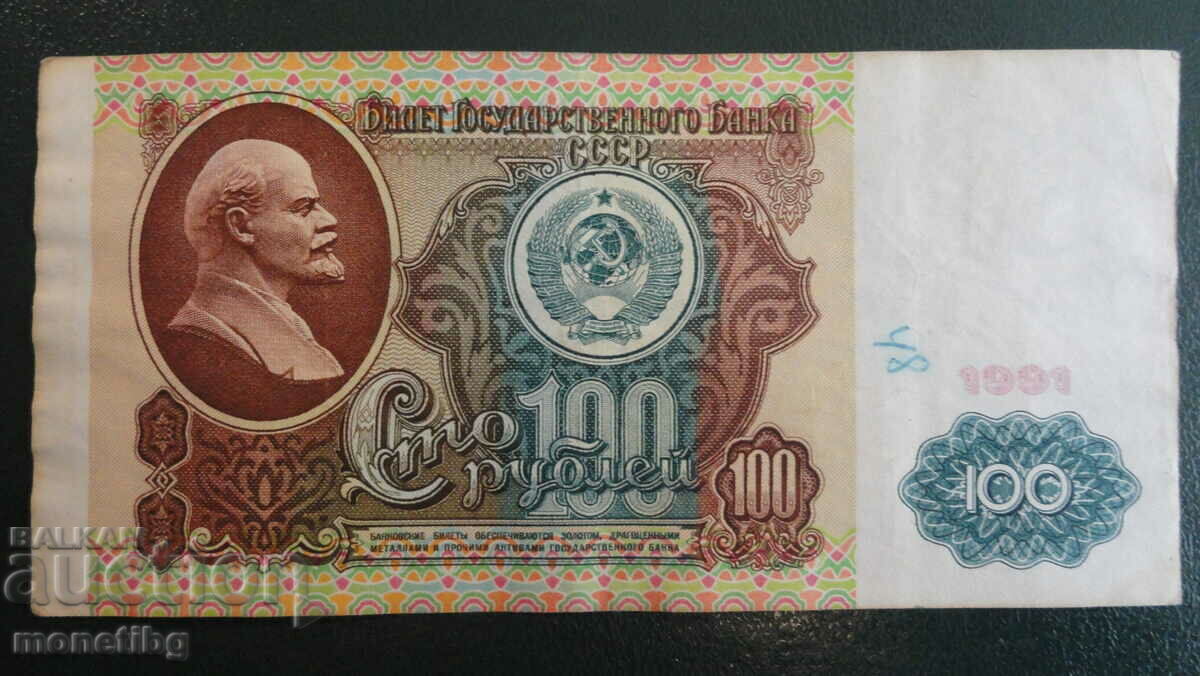 Билет Государственного Банка
СССР
100
Сто рублей
100
100
БАНКОВСКИЕ БИЛЕТЫ ОБЕСПЕЧИВАЮТСЯ ЗОЛОТОМ, ДРАГОЦЕННЫМИ
МЕТАЛЛАМИ И ПРОЧИМИ АКТИВАМИ ГОСУДАРСТВЕННОГО БАНКА
48
1991
100
BALKAN
auction
monetibg